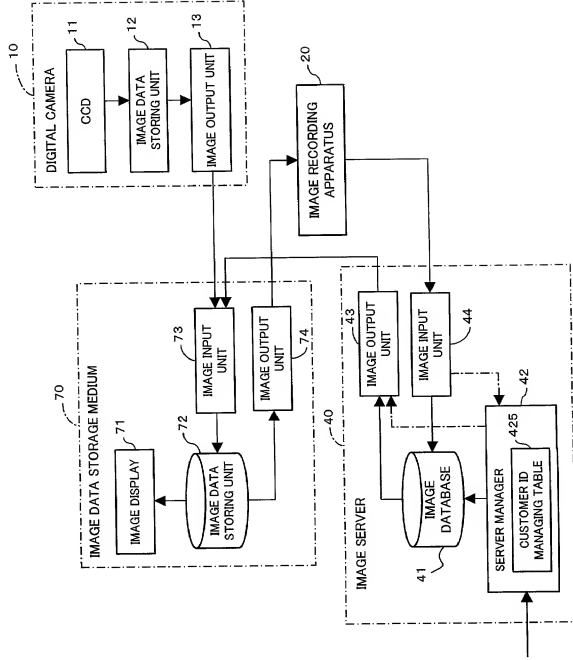 10
DIGITAL CAMERA
11
CCD
12
IMAGE DATA
STORING UNIT
13
IMAGE OUTPUT UNIT
20
IMAGE RECORDING
APPARATUS
70
IMAGE DATA STORAGE MEDIUM
71
IMAGE DISPLAY
72
IMAGE DATA
STORING UNIT
73
IMAGE INPUT
UNIT
74
IMAGE OUTPUT
UNIT
40
IMAGE SERVER
41
IMAGE
DATABASE
43
IMAGE OUTPUT
UNIT
44
IMAGE INPUT
UNIT
42
SERVER MANAGER
425
CUSTOMER ID
MANAGING TABLE